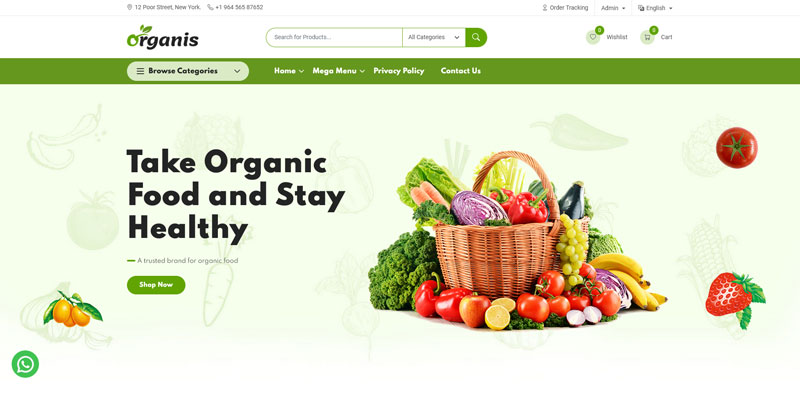 12 Poor Street, New York. +1 964 565 87652 Order Tracking Admin English
Organis
Search for Products... All Categories
0 Wishlist 0 Cart
Browse Categories Home Mega Menu Privacy Policy Contact Us
Take Organic
Food and Stay
Healthy
A trusted brand for organic food
Shop Now